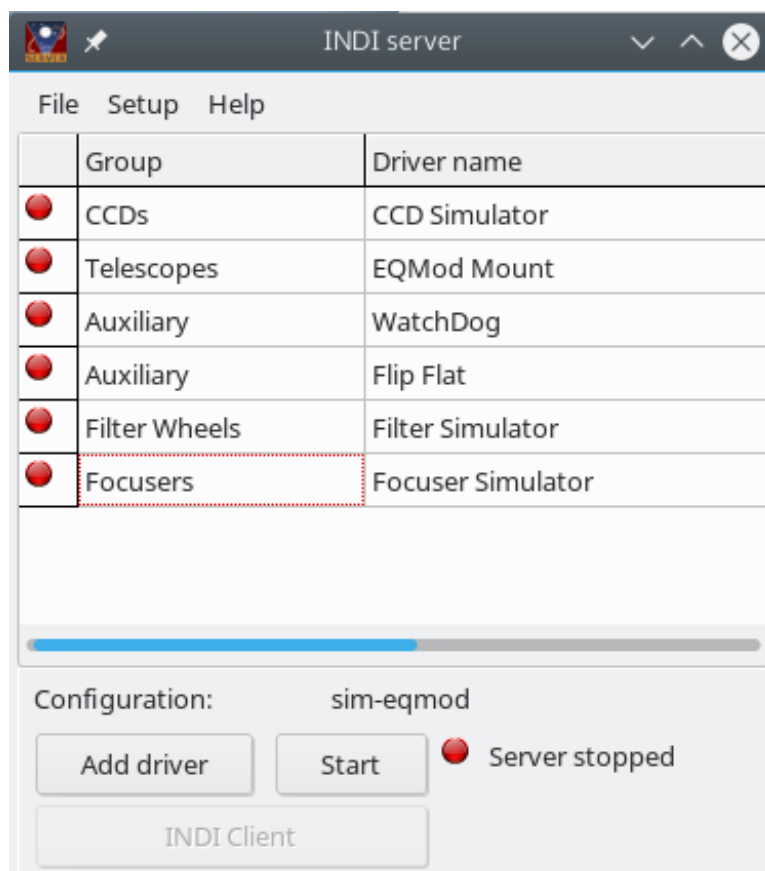 INDI server
File Setup Help
Group Driver name
CCDs CCD Simulator
Telescopes EQMod Mount
Auxiliary WatchDog
Auxiliary Flip Flat
Filter Wheels Filter Simulator
Focusers Focuser Simulator
Configuration: sim-eqmod
Add driver Start Server stopped
INDI Client